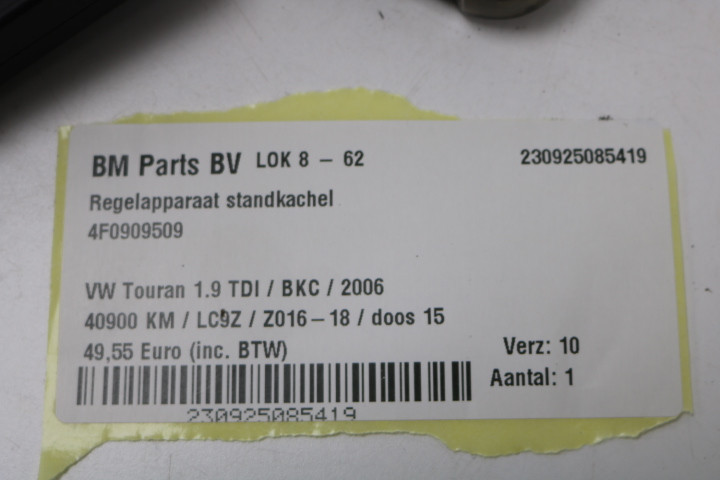 BM Parts BV LOK 8 - 62 230925085419
Regelapparaat standkachel
4F0909509
VW Touran 1.9 TDI / BKC / 2006
40900 KM / LC9Z / Z016-18 / doos 15
49,55 Euro (inc. BTW) Verz: 10
Aantal: 1
230925085419